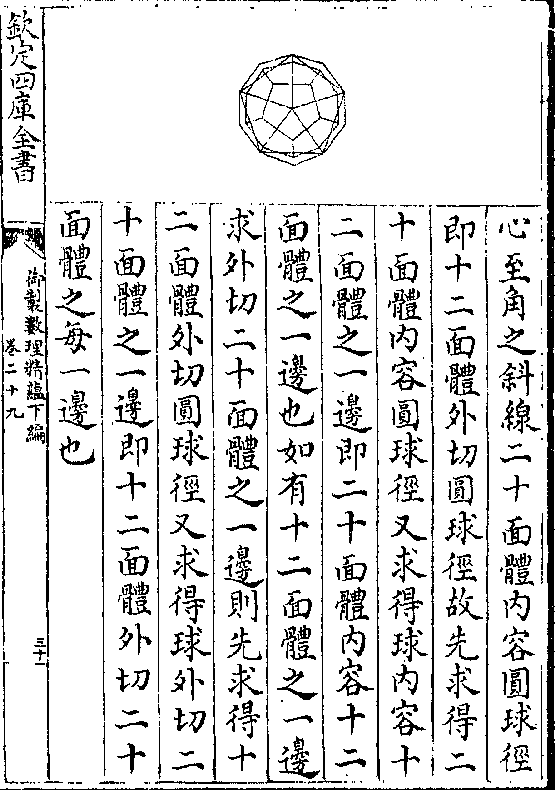 心至角之斜線二十面體内容圓球徑
即十二面體外切圓球徑故先求得二
十面體内容圓球徑又求得球内容十
二面體之一邊即二十面體内容十二
面體之一邊也如有十二面體之一邊
求外切二十面體之一邊則先求得十
二面體外切圓球徑又求得球外切二
十面體之一邊即十二面體外切二十
面體之每一邊也
欽定四庫全書
御製數理精蘊下編
卷二十九
三十